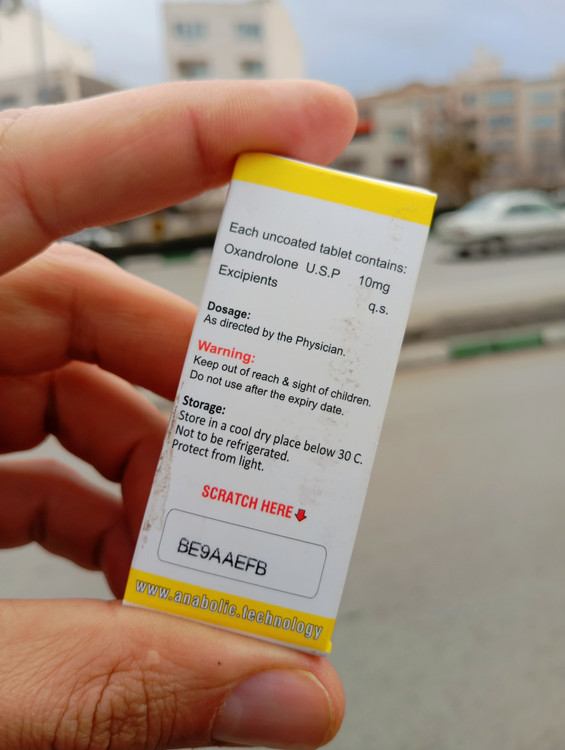 Each uncoated tablet contains:
Oxandrolone U.S.P 10mg
Excipients q.s.
Dosage:
As directed by the Physician.
Warning:
Keep out of reach & sight of children.
Do not use after the expiry date.
Storage:
Store in a cool dry place below 30 C.
Not to be refrigerated.
Protect from light.
SCRATCH HERE
BE9AAEFB
www.anabolic.technology